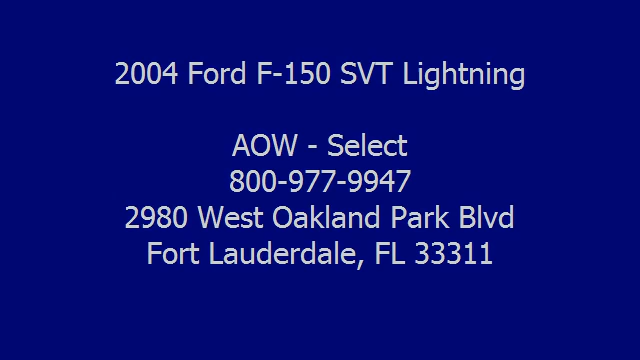 2004 Ford F-150 SVT Lightning
AOW - Select
800-977-9947
2980 West Oakland Park Blvd
Fort Lauderdale, FL 33311